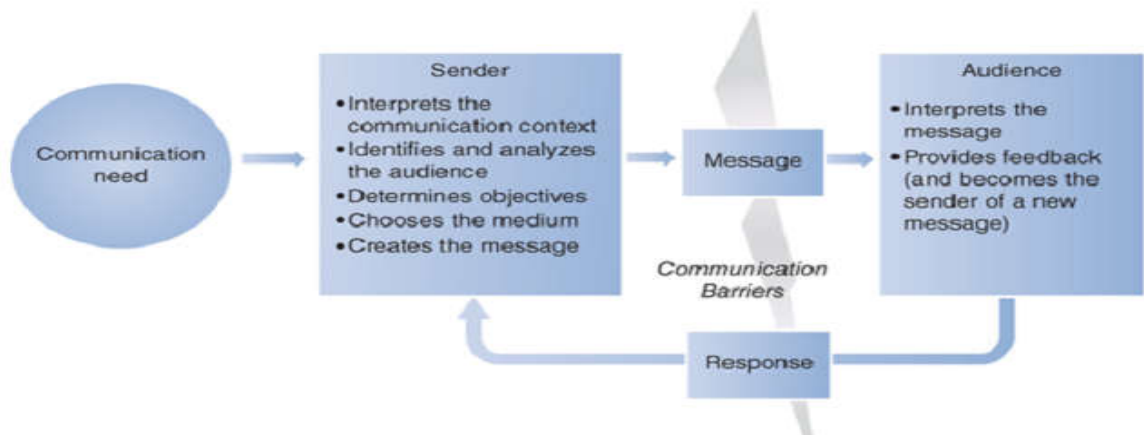 Communication
need
Sender
•Interprets the
communication context
•Identifies and analyzes
the audience
•Determines objectives
•Chooses the medium
•Creates the message
Message
Audience
•Interprets the
message
•Provides feedback
(and becomes the
sender of a new
message)
Communication
Barriers
Response